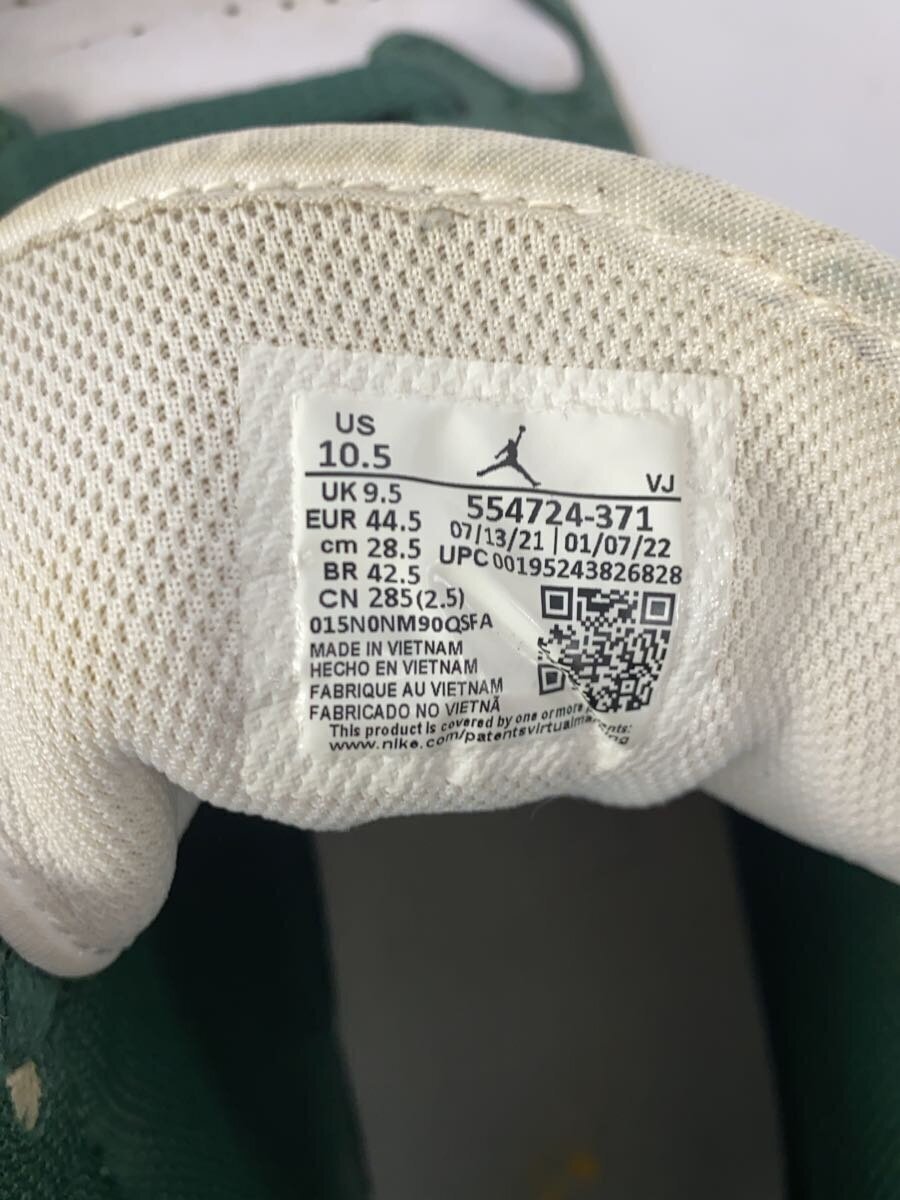 US
10.5
VJ
UK 9.5
EUR 44.5
cm 28.5
BR 42.5
CN 285(2.5)
554724-371
07/13/21 | 01/07/22
UPC 00195243826828
015N0NM90QSFA
MADE IN VIETNAM
HECHO EN VIETNAM
FABRIQUE AU VIETNAM
FABRICADO NO VIETNÃ
This product is covered by one or more
www.nike.com/patentsvirtualma